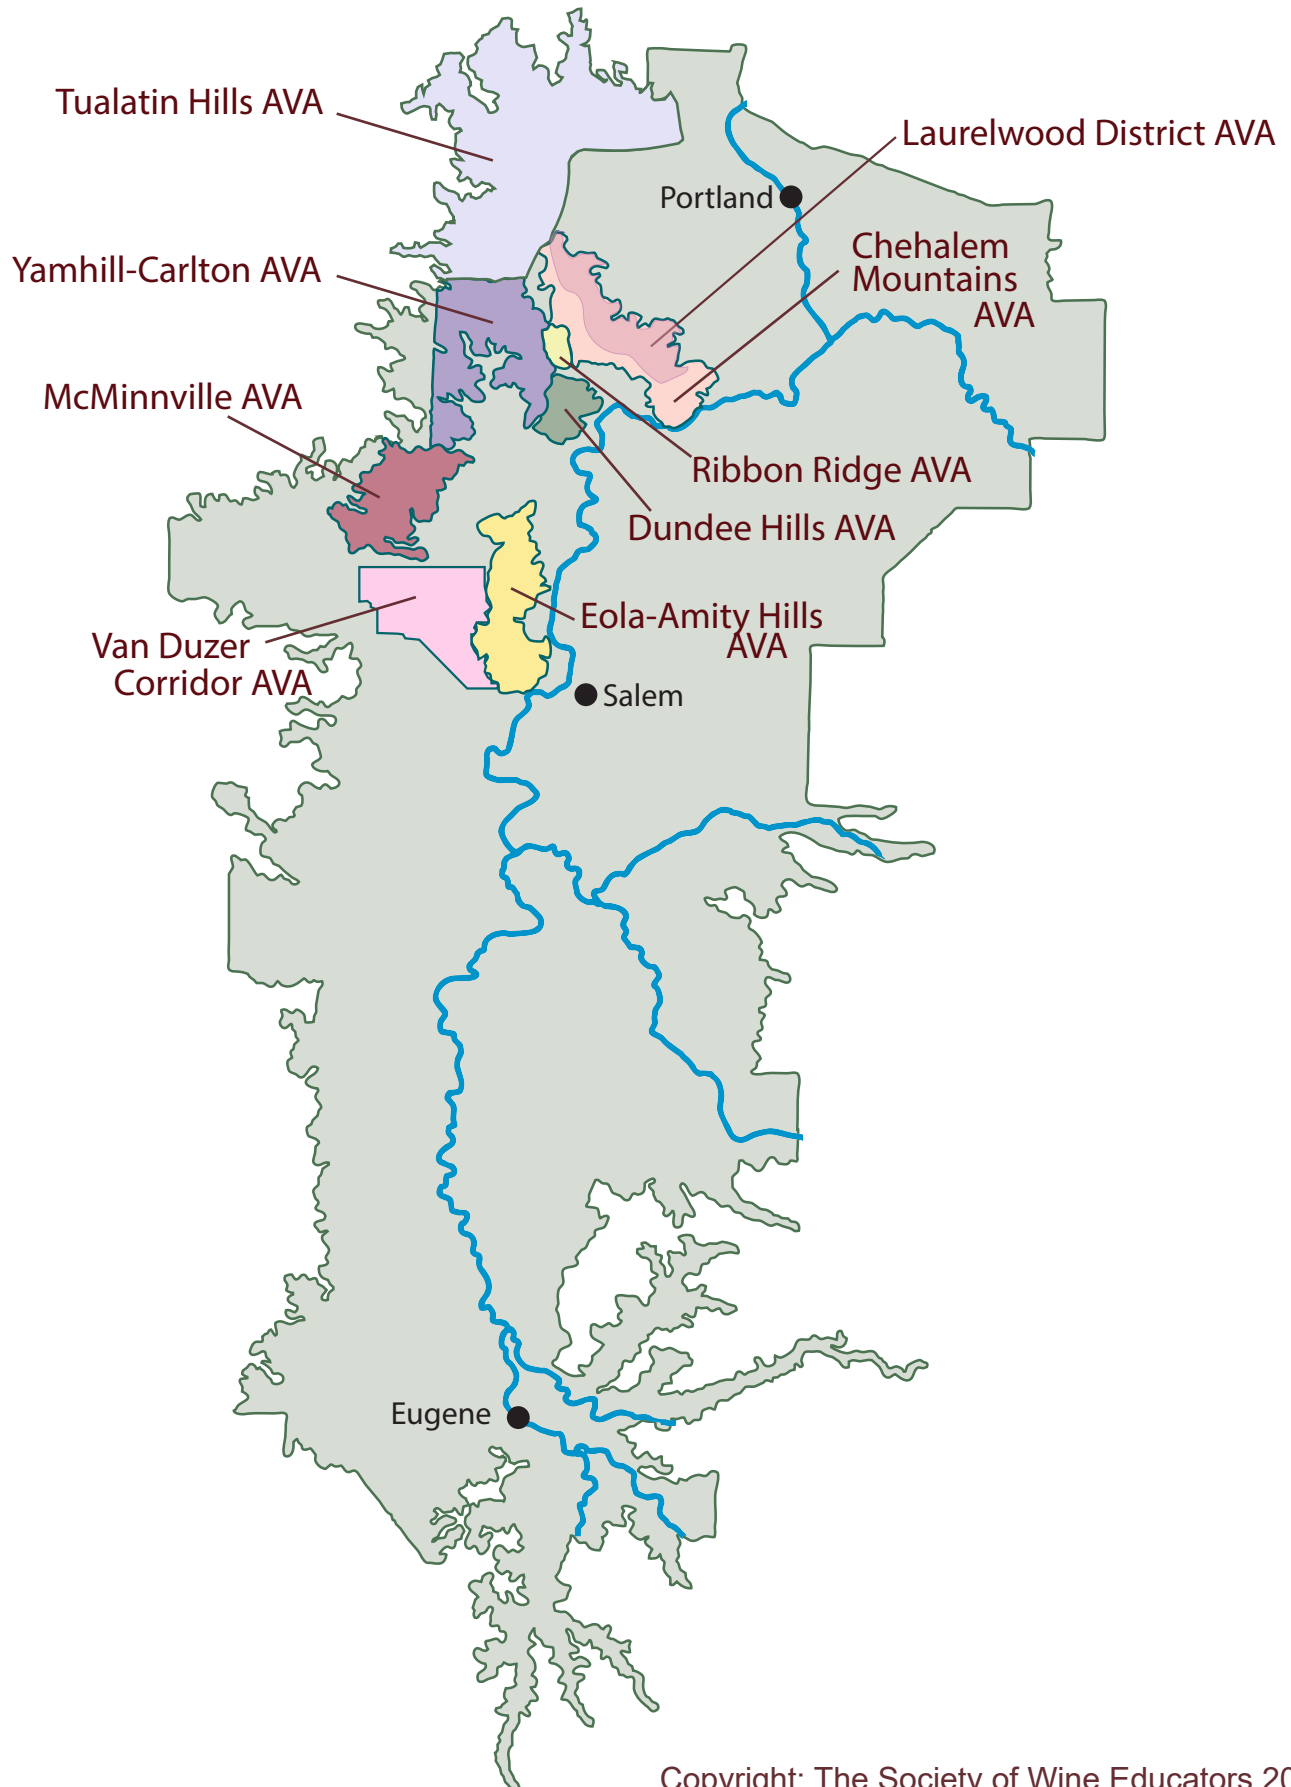 Tualatin Hills AVA
Laurelwood District AVA
Portland
Chehalem
Mountains
AVA
Yamhill-Carlton AVA
McMinnville AVA
Ribbon Ridge AVA
Dundee Hills AVA
Eola-Amity Hills
AVA
Van Duzer
Corridor AVA
Salem
Eugene
Copyright: The Society of Wine Educators 20